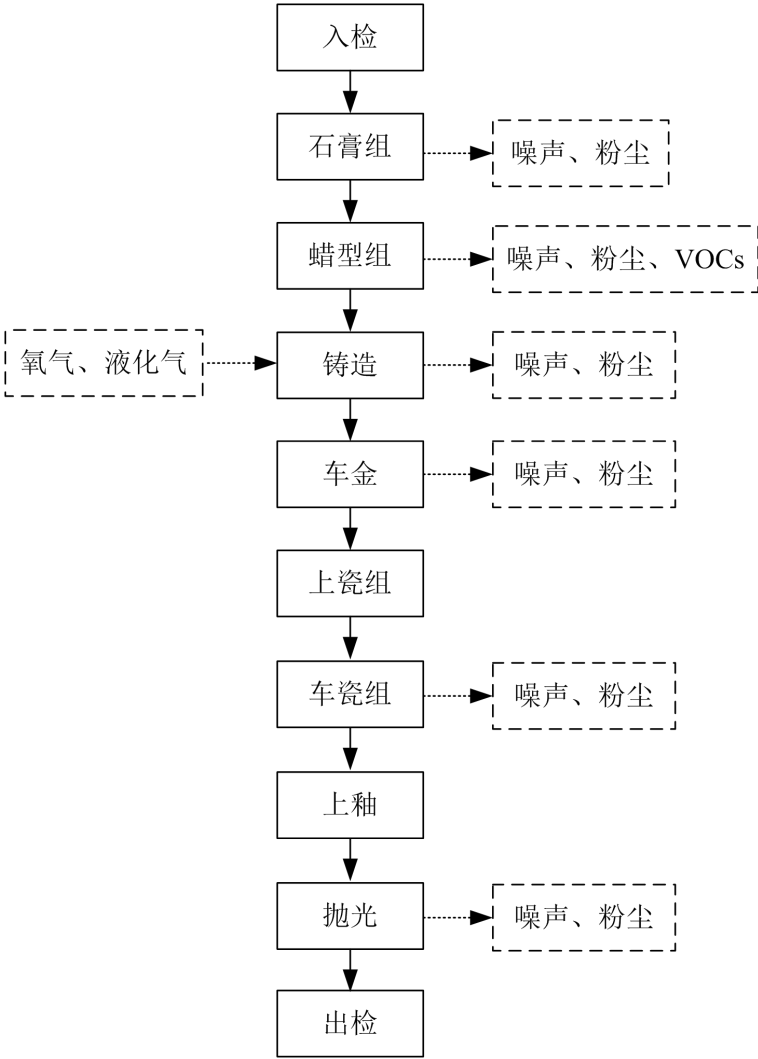 入检
石膏组
噪声、粉尘
蜡型组
噪声、粉尘、VOCs
氧气、液化气
铸造
噪声、粉尘
车金
噪声、粉尘
上瓷组
车瓷组
噪声、粉尘
上釉
抛光
噪声、粉尘
出检